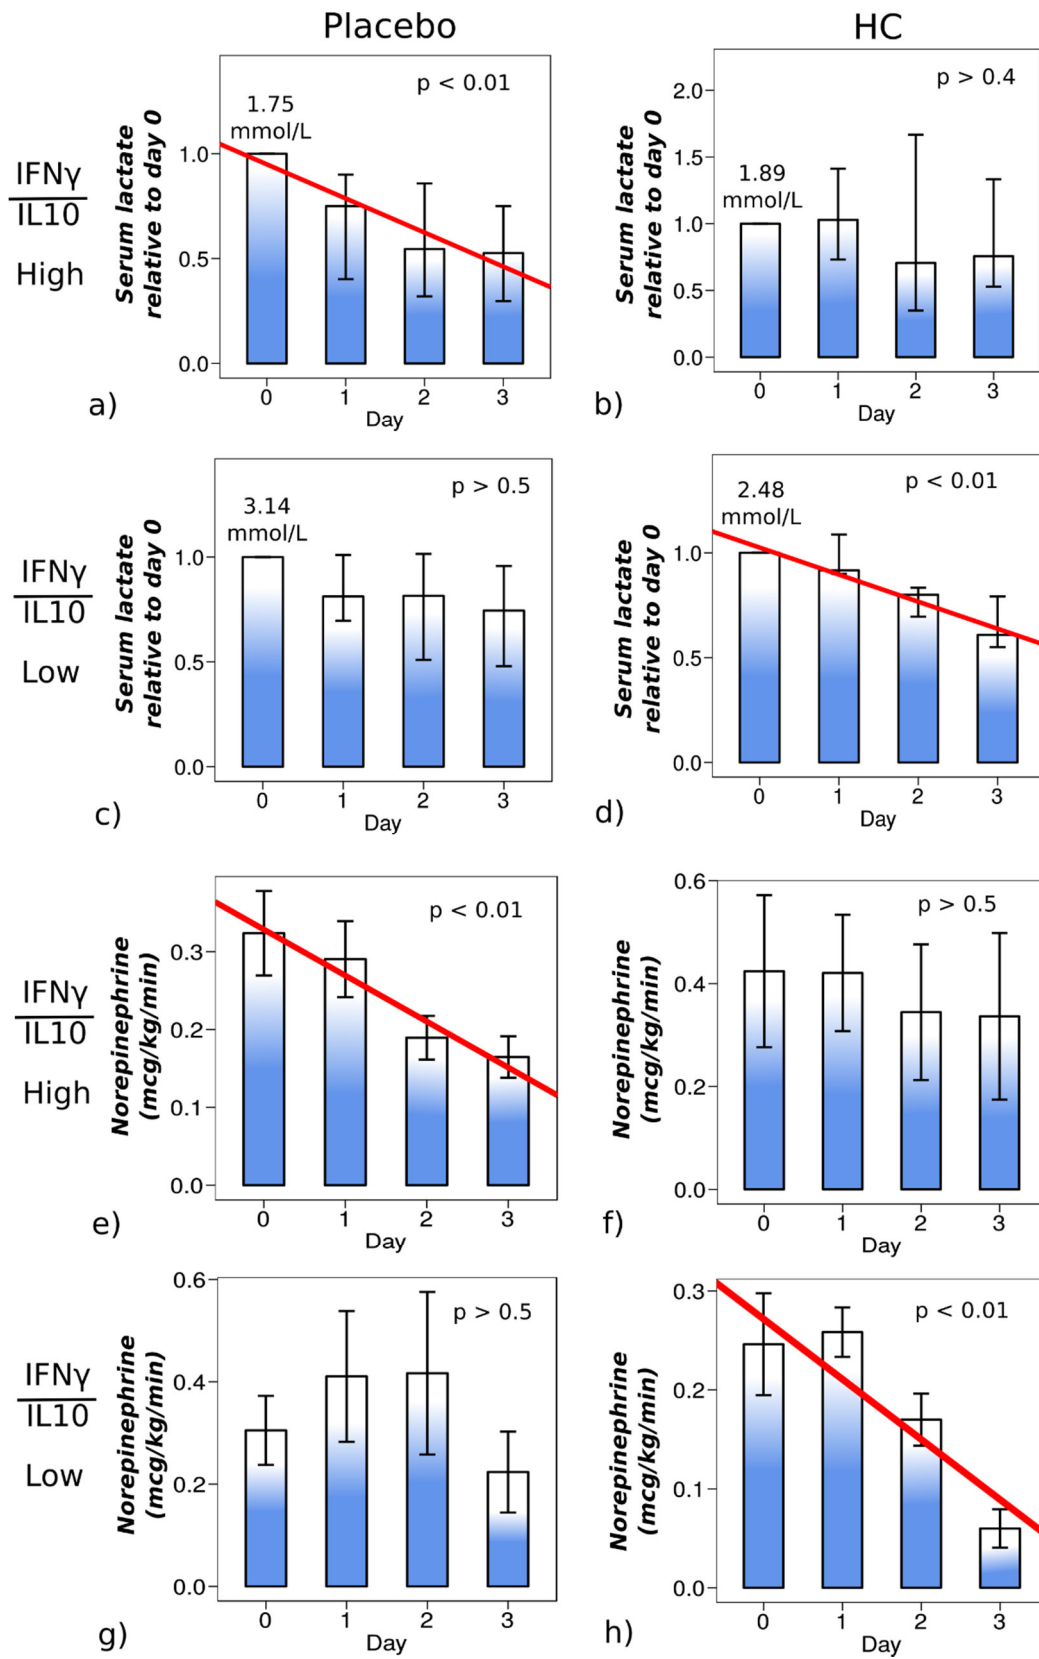 Placebo
HC
IFNγ
IL10
High
Serum lactate
relative to day 0
1.0
0.5
0.0
1.75
mmol/L
p < 0.01
0 1 2 3
Day
a)
Serum lactate
relative to day 0
2.0
1.5
1.0
0.5
0.0
1.89
mmol/L
p > 0.4
0 1 2 3
Day
b)
IFNγ
IL10
Low
Serum lactate
relative to day 0
1.0
0.5
0.0
3.14
mmol/L
p > 0.5
0 1 2 3
Day
c)
Serum lactate
relative to day 0
1.0
0.5
0.0
2.48
mmol/L
p < 0.01
0 1 2 3
Day
d)
IFNγ
IL10
High
Norepinephrine
(mcg/kg/min)
0.3
0.2
0.1
0.0
p < 0.01
0 1 2 3
Day
e)
Norepinephrine
(mcg/kg/min)
0.6
0.4
0.2
0.0
p > 0.5
0 1 2 3
Day
f)
IFNγ
IL10
Low
Norepinephrine
(mcg/kg/min)
0.6
0.4
0.2
0.0
p > 0.5
0 1 2 3
Day
g)
Norepinephrine
(mcg/kg/min)
0.3
0.2
0.1
0.0
p < 0.01
0 1 2 3
Day
h)